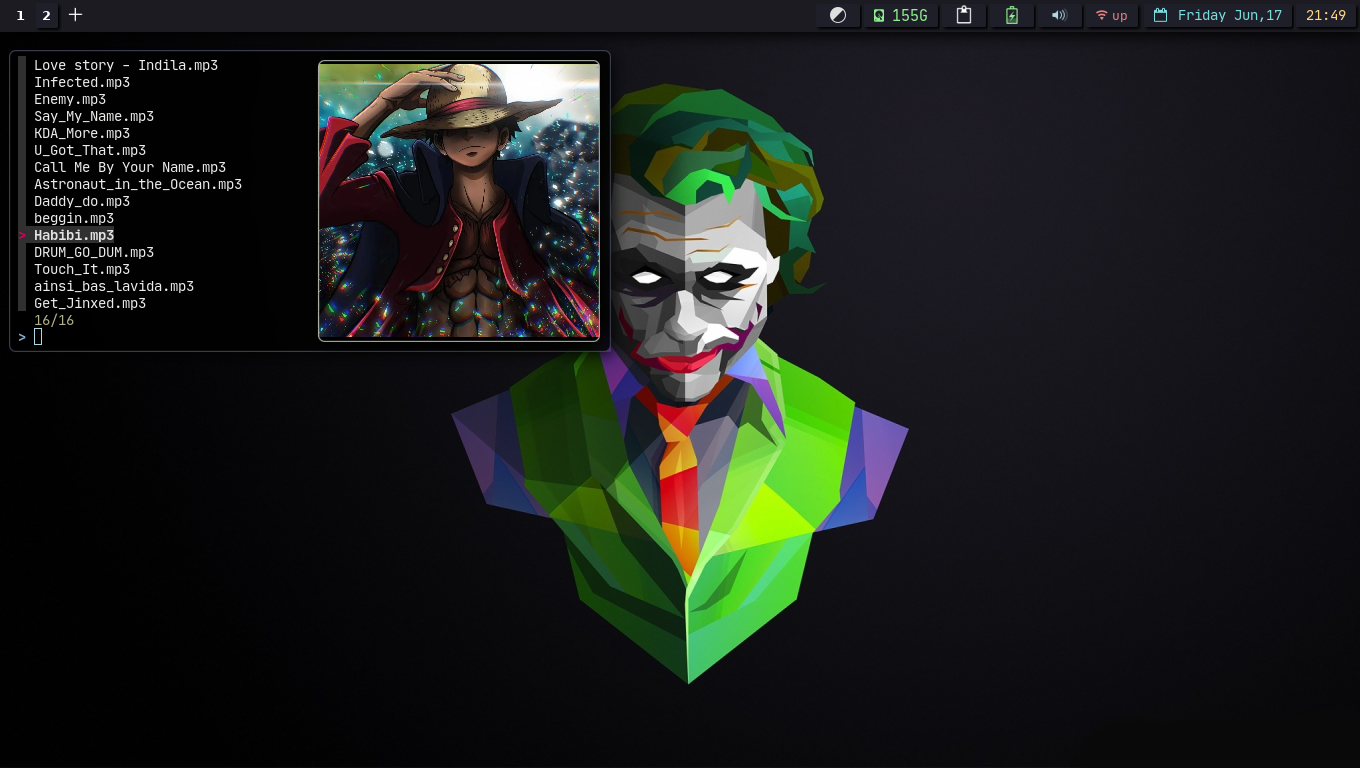 1 2 +
155G
up
Friday Jun,17
21:49
Love story - Indila.mp3
Infected.mp3
Enemy.mp3
Say_My_Name.mp3
KDA_More.mp3
U_Got_That.mp3
Call Me By Your Name.mp3
Astronaut_in_the_Ocean.mp3
Daddy_do.mp3
beggin.mp3
> Habibi.mp3
DRUM_GO_DUM.mp3
Touch_It.mp3
ainsi_bas_lavida.mp3
Get_Jinxed.mp3
16/16
>